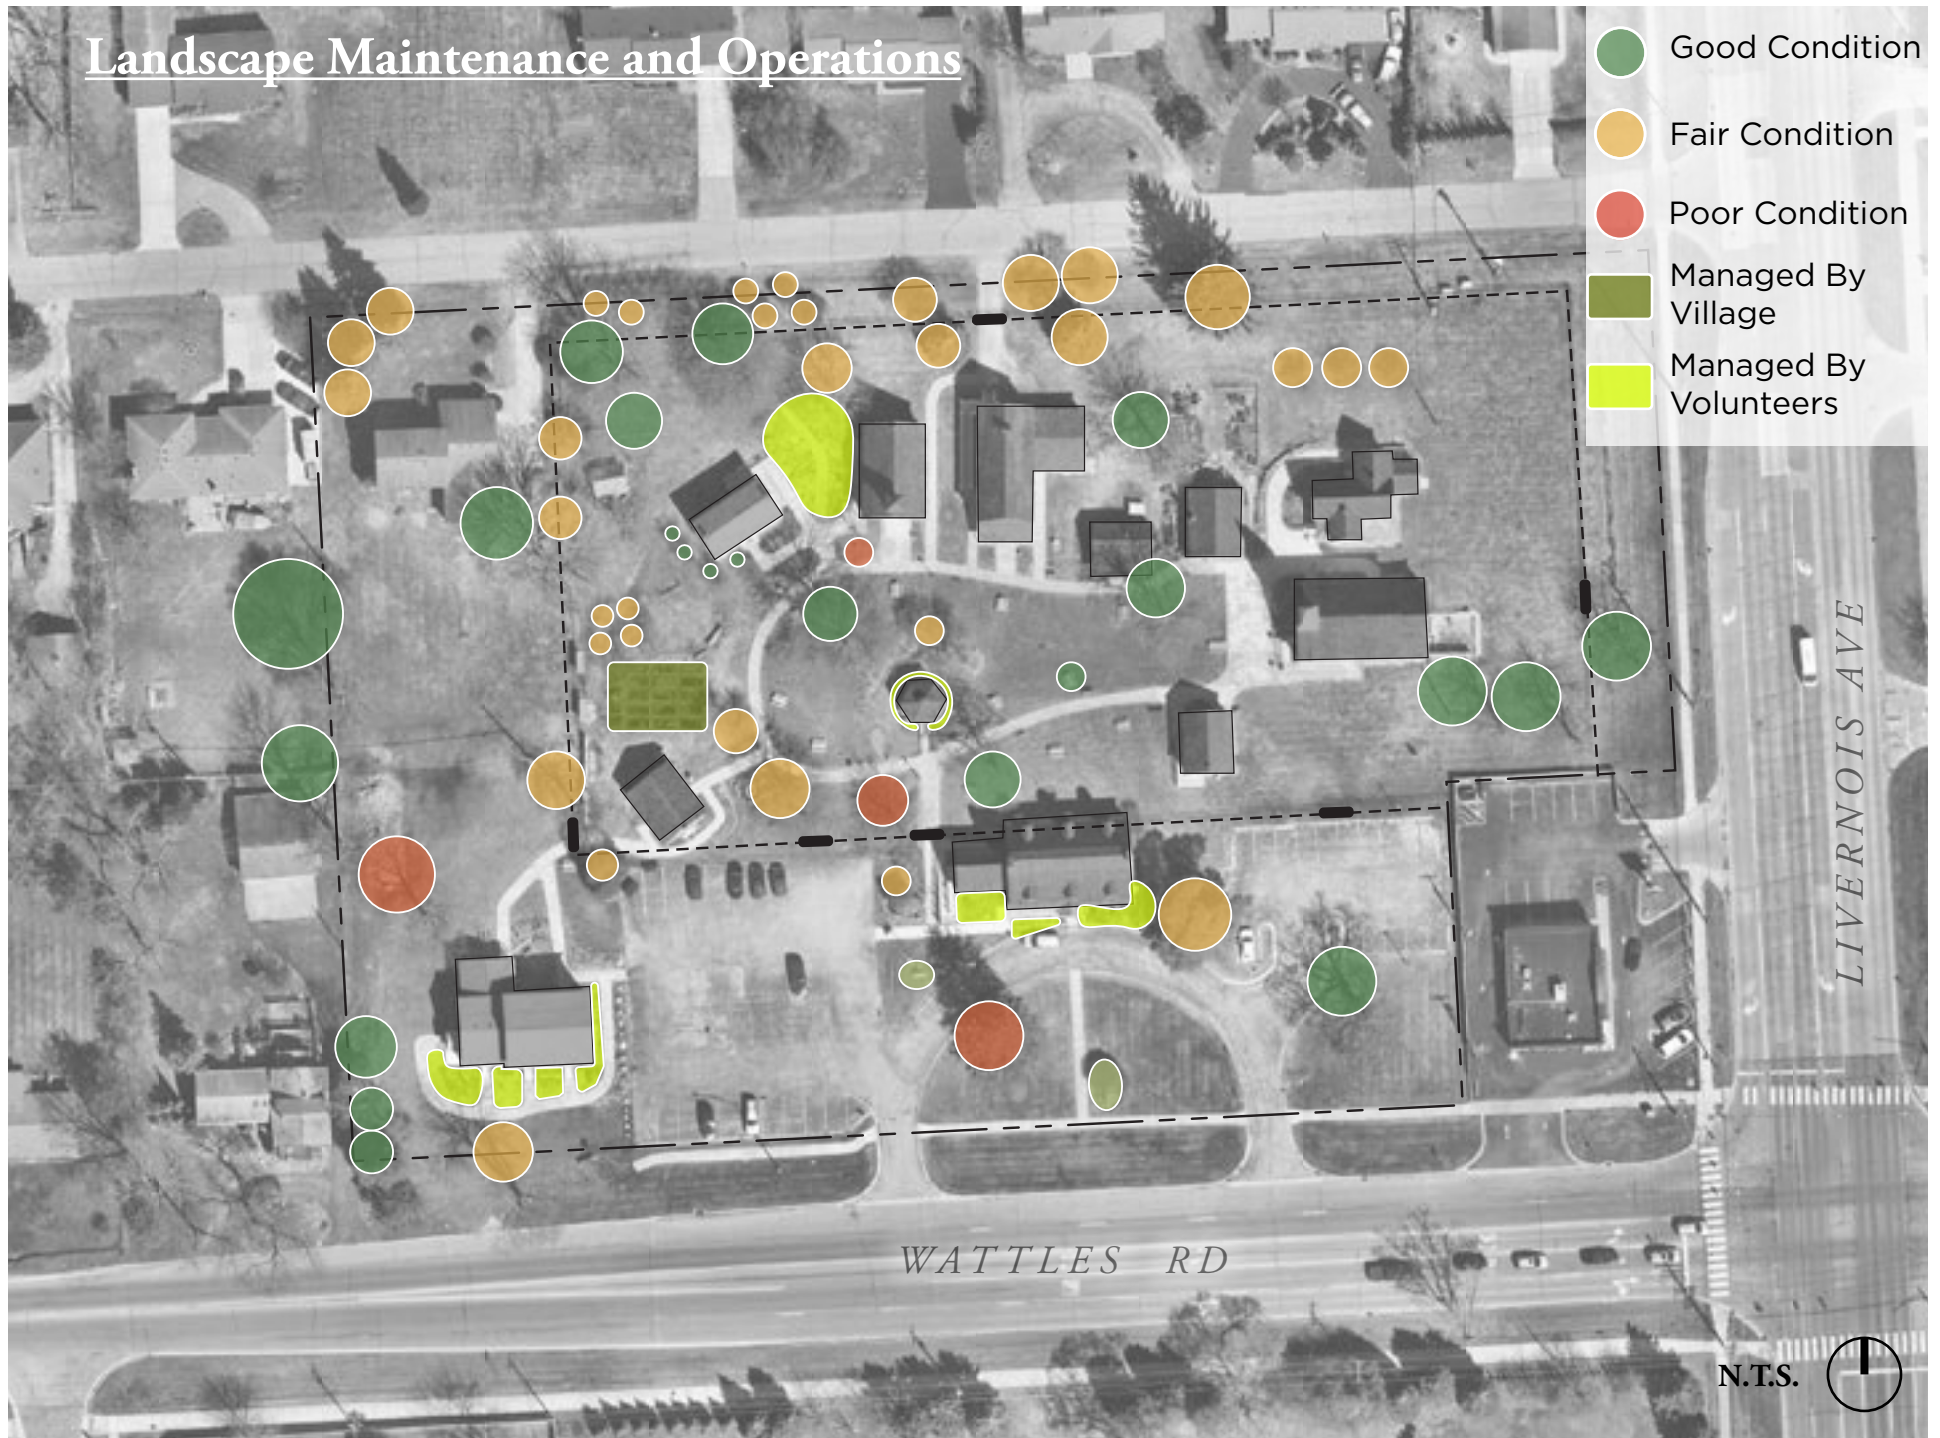 Landscape Maintenance and Operations
Good Condition
Fair Condition
Poor Condition
Managed By
Village
Managed By
Volunteers
LIVERNOIS AVE
WATTLES RD
N.T.S.